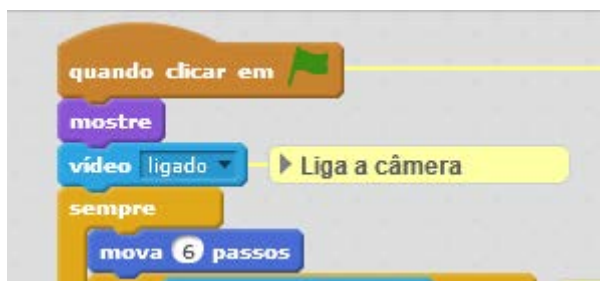 quando clicar em
mostre
vídeo ligado
Liga a câmera
sempre
mova 6 passos